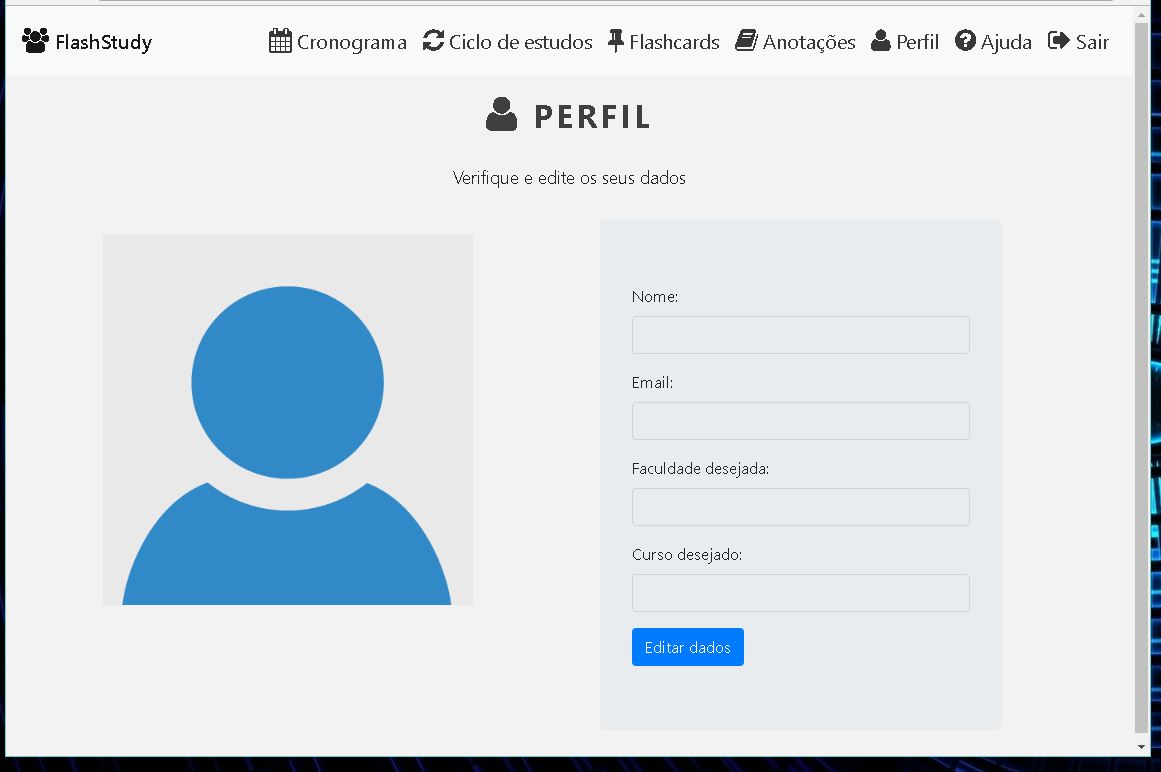 FlashStudy Cronograma Ciclo de estudos Flashcards Anotações Perfil Ajuda Sair
PERFIL
Verifique e edite os seus dados
Nome:
Email:
Faculdade desejada:
Curso desejado:
Editar dados